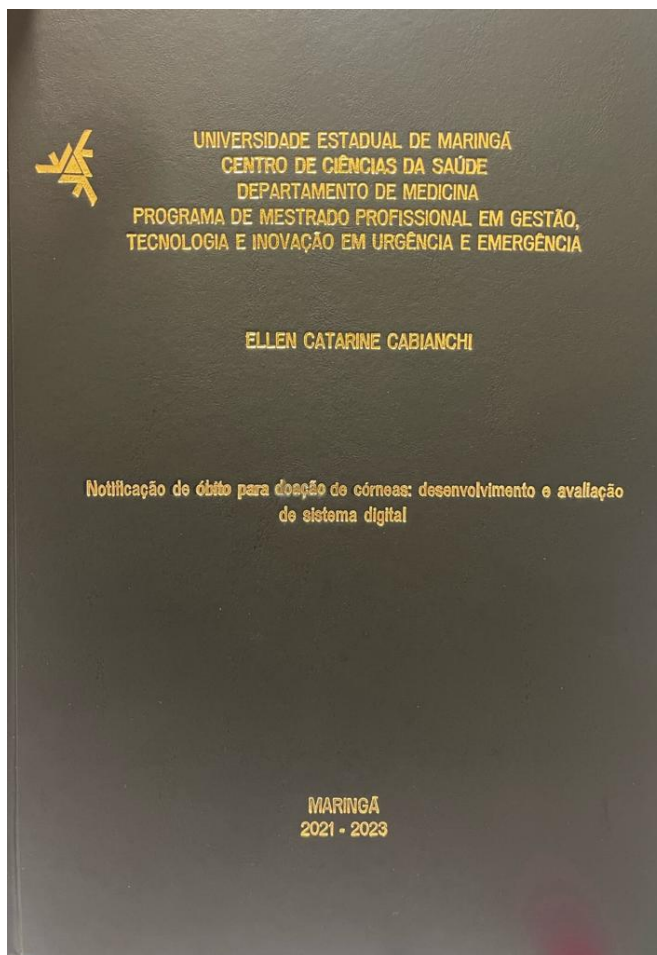 UNIVERSIDADE ESTADUAL DE MARINGÁ
CENTRO DE CIÊNCIAS DA SAÚDE
DEPARTAMENTO DE MEDICINA
PROGRAMA DE MESTRADO PROFISSIONAL EM GESTÃO,
TECNOLOGIA E INOVAÇÃO EM URGÊNCIA E EMERGÊNCIA
ELLEN CATARINE CABIANCHI
Notificação de óbito para doação de córneas: desenvolvimento e avaliação
de sistema digital
MARINGÁ
2021 - 2023